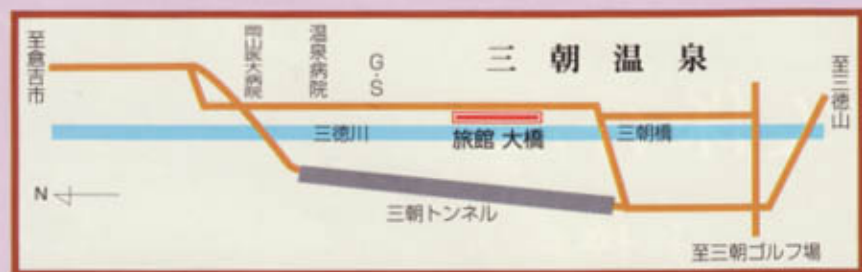 至倉吉市
岡山医大病院
温泉病院
G・S
三朝温泉
至三徳山
三徳川
旅館 大橋
三朝橋
N
三朝トンネル
至三朝ゴルフ場